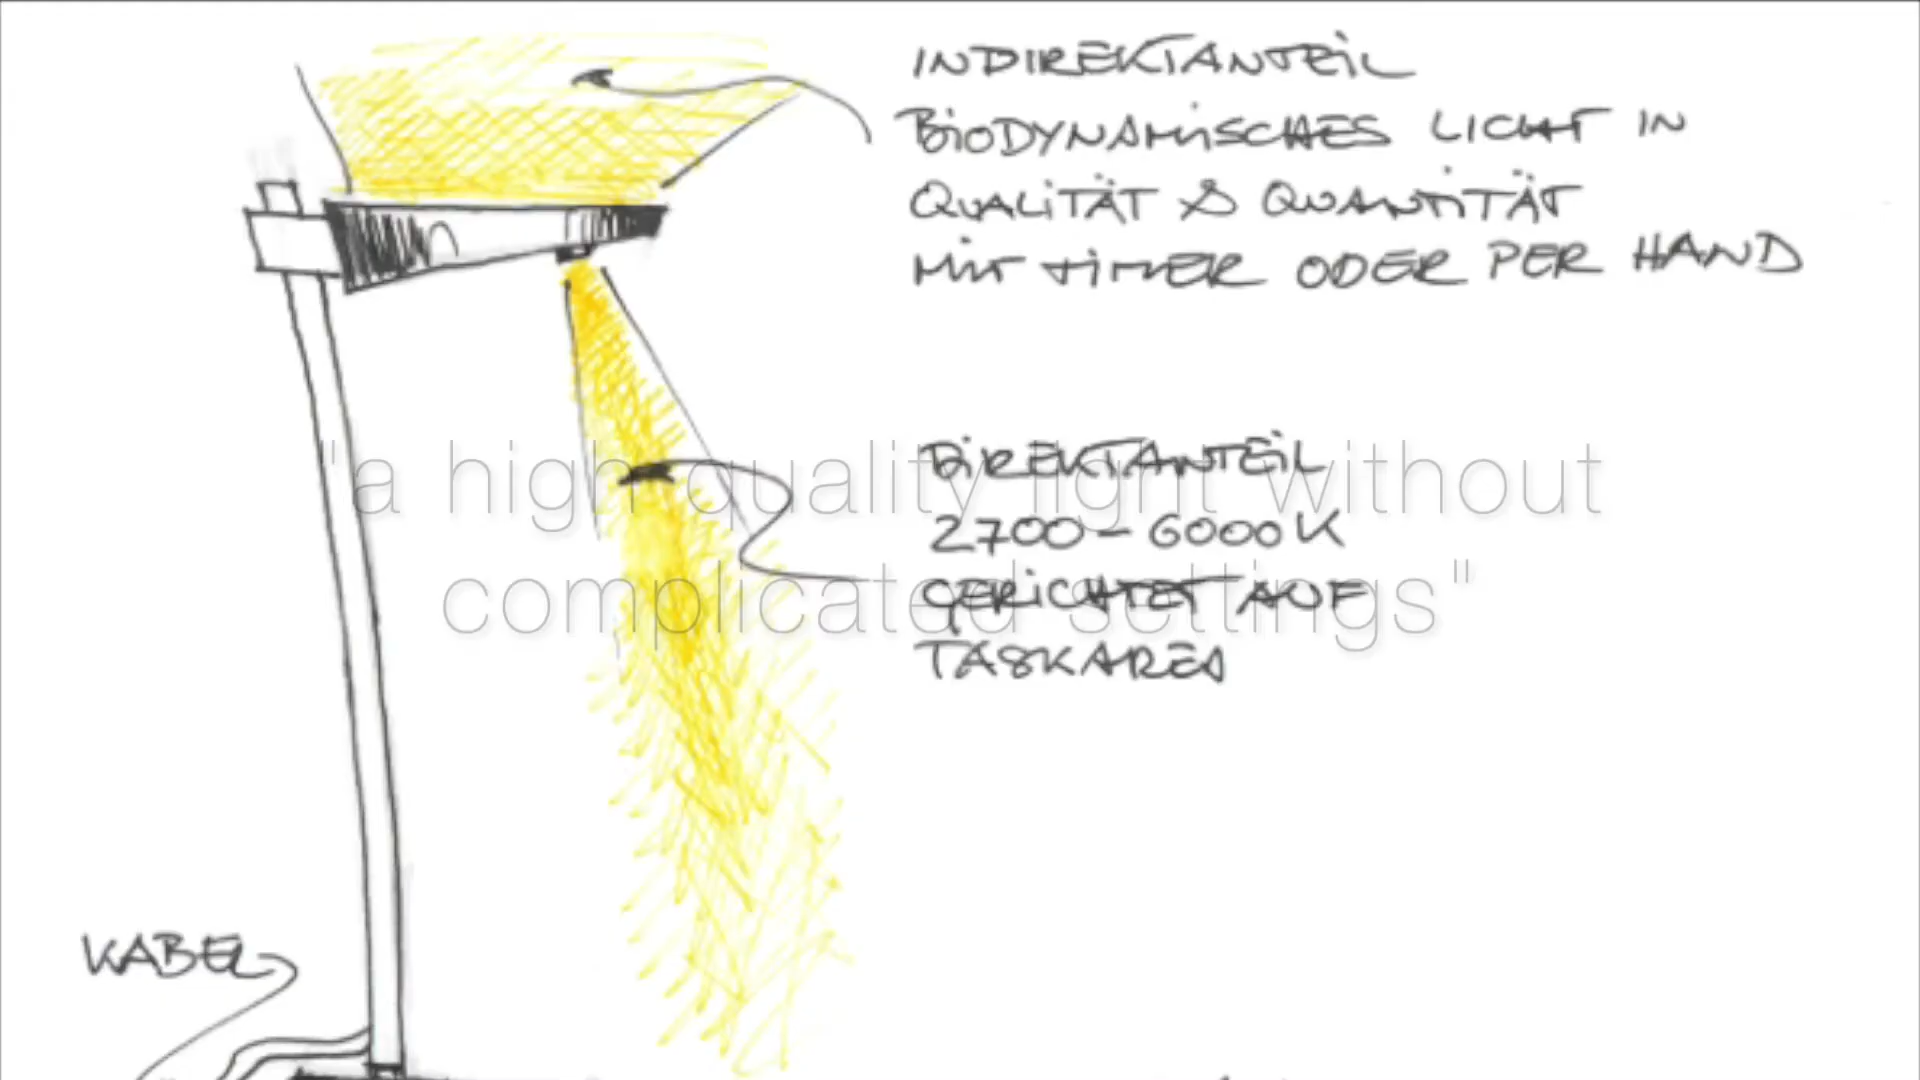 INDIREKTANTEIL
BIODYNAMISCHES LICHT IN
QUALITÄT & QUANTITÄT
MIT TIMER ODER PER HAND
DIREKTANTEIL
2700-6000K
GERICHTET AUF
TASKAREA
"a high quality light without
complicated settings"
KABEL